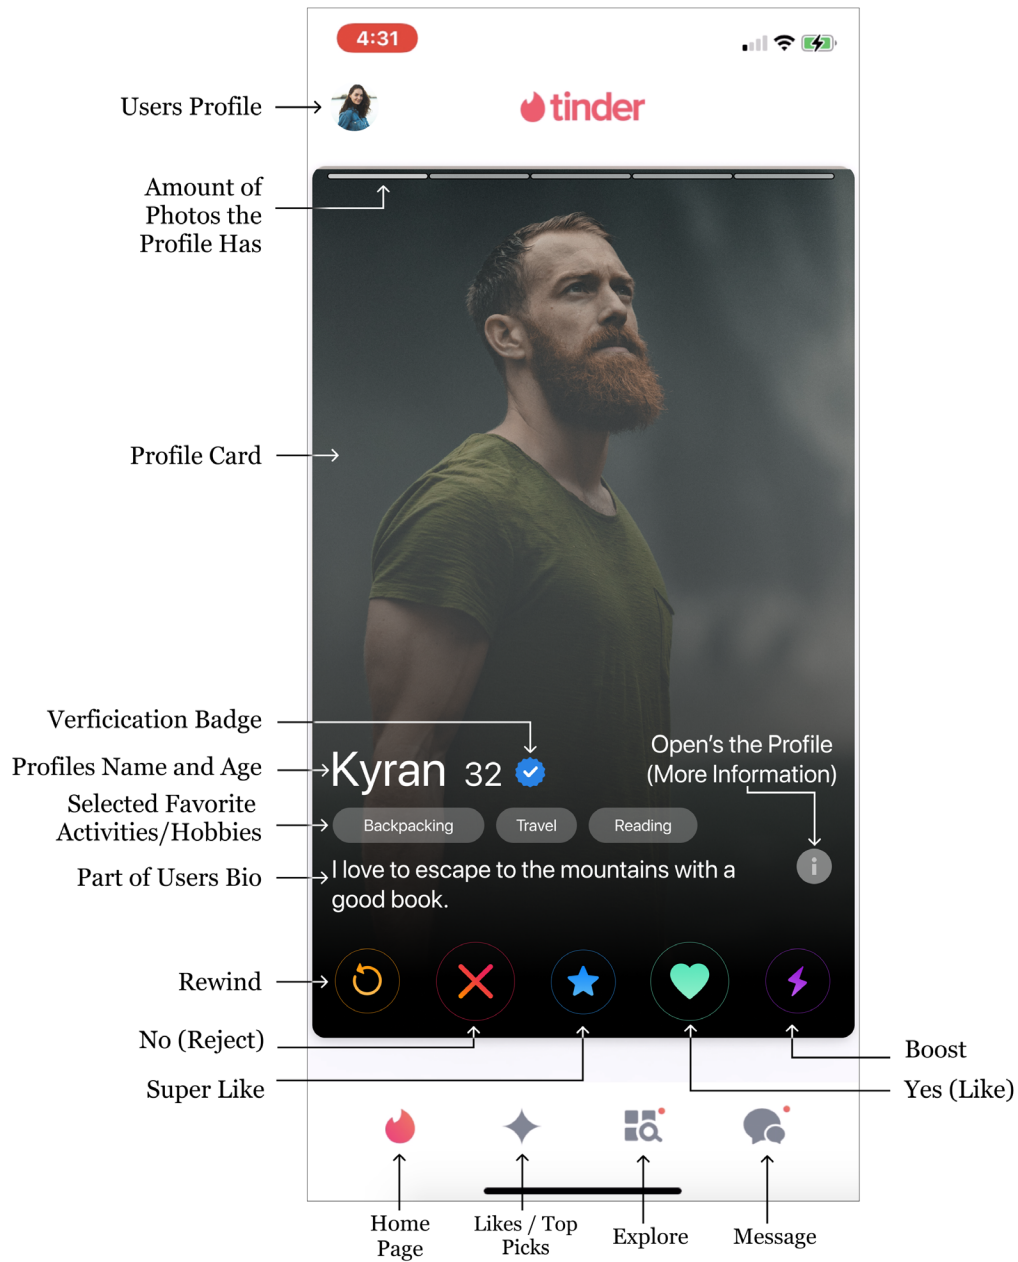 4:31
Users Profile
tinder
Amount of
Photos the
Profile Has
Profile Card
Verficication Badge
Open's the Profile
(More Information)
Profiles Name and Age
Kyran 32
Selected Favorite
Activities/Hobbies
Backpacking
Travel
Reading
Part of Users Bio
I love to escape to the mountains with a
good book.
i
Rewind
No (Reject)
Boost
Super Like
Yes (Like)
Home
Page
Likes / Top
Picks
Explore
Message